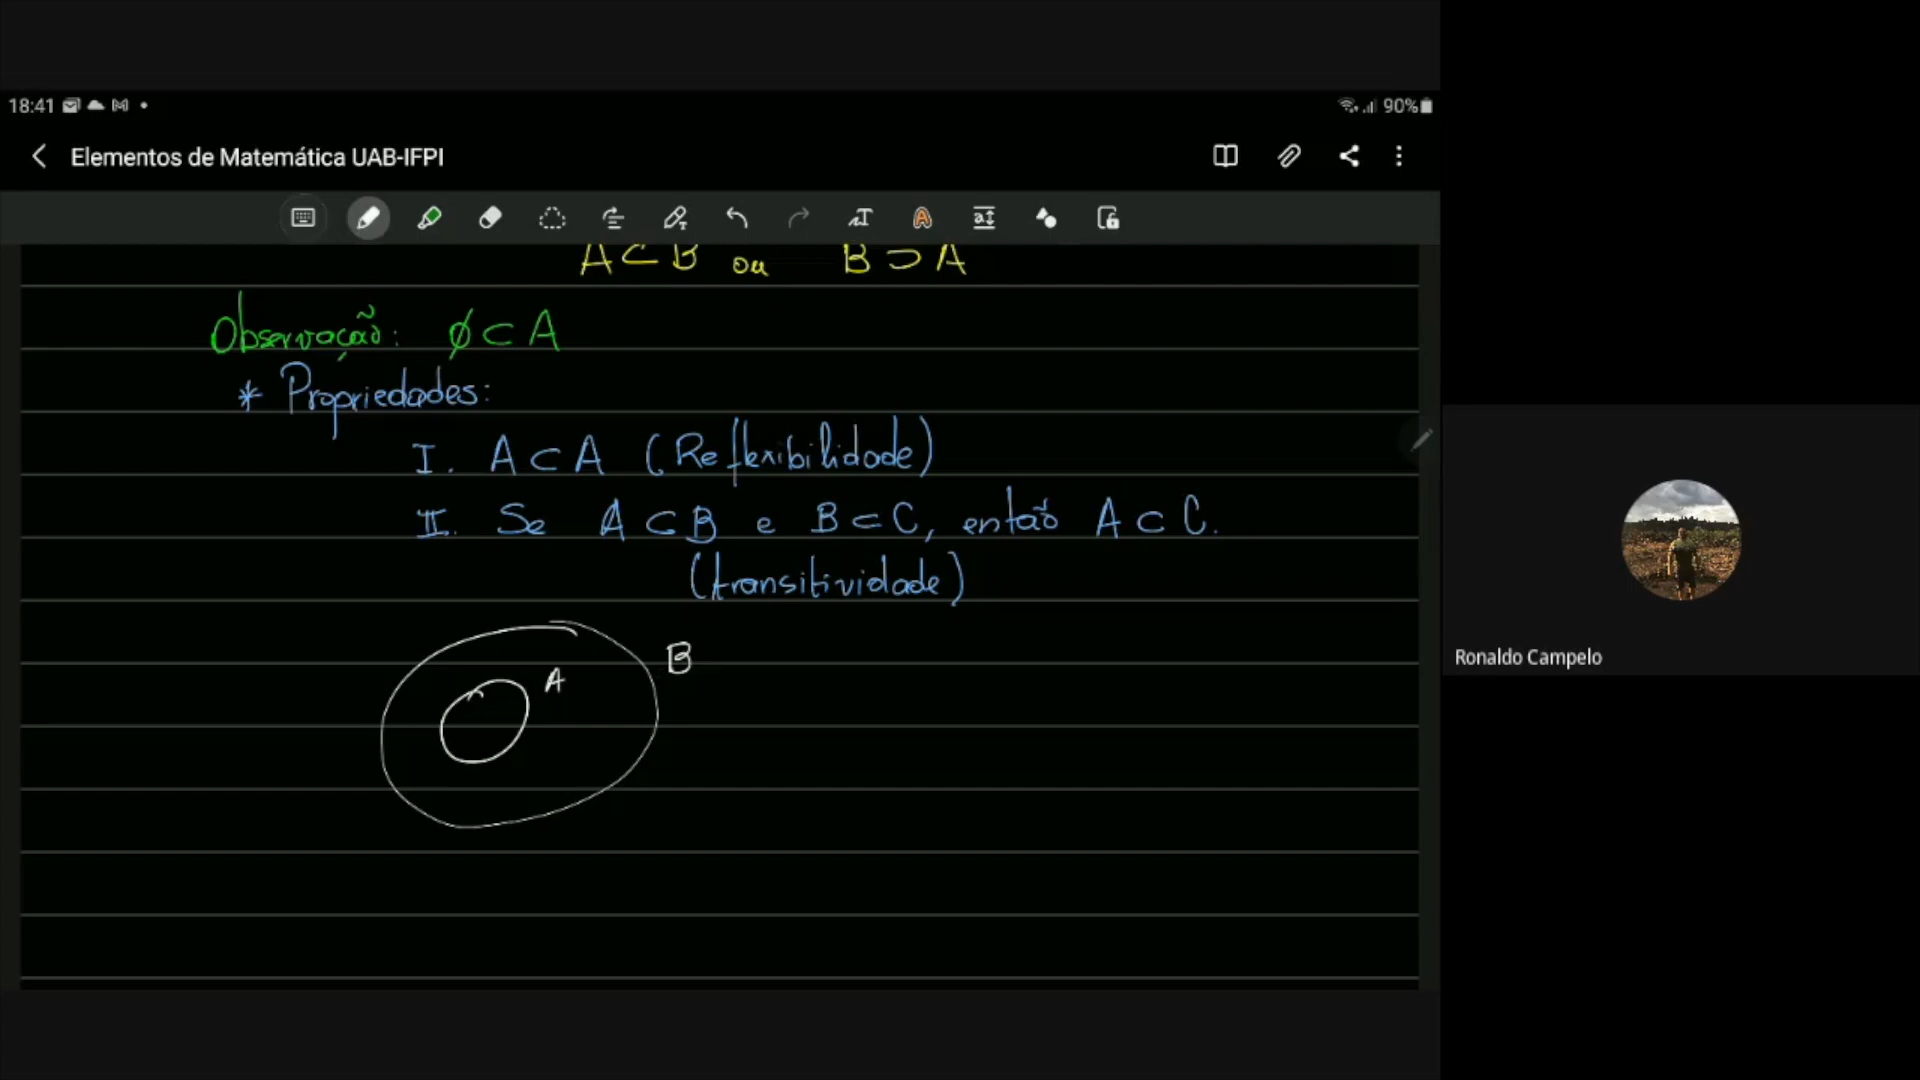 18:41 90%
Elementos de Matemática UAB-IFPI
A ⊂ B ou B ⊃ A
Observação: ∅ ⊂ A
* Propriedades:
I. A ⊂ A (Reflexibilidade)
II. Se A ⊂ B e B ⊂ C, então A ⊂ C.
(transitividade)
B
A
Ronaldo Campelo